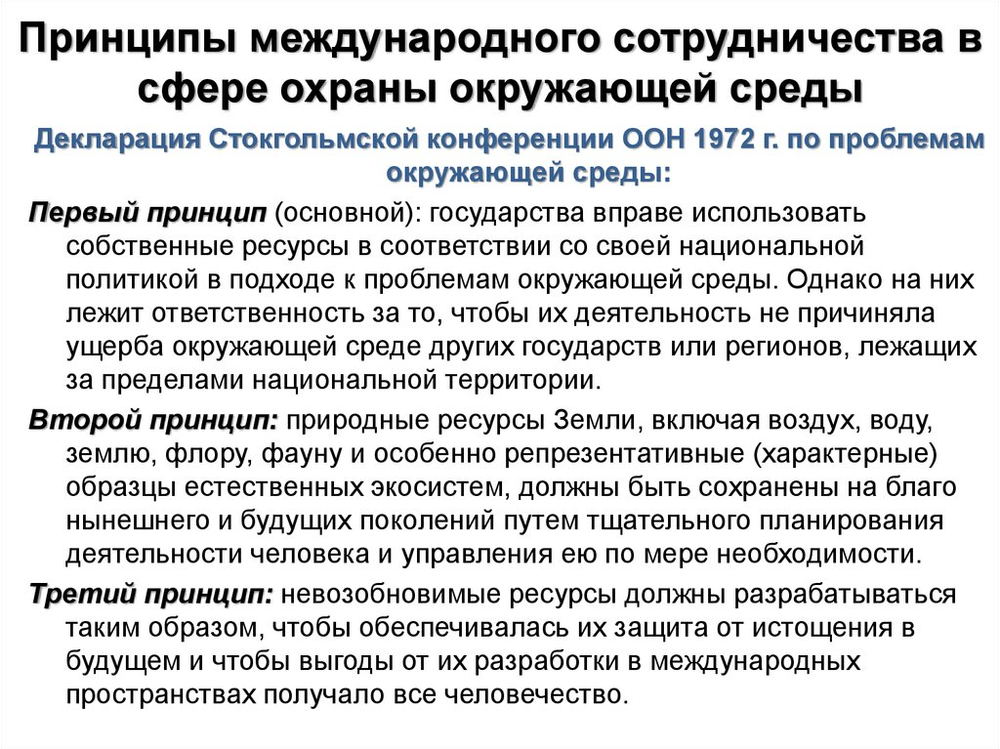 Принципы международного сотрудничества в
сфере охраны окружающей среды
Декларация Стокгольмской конференции ООН 1972 г. по проблемам
окружающей среды:
Первый принцип (основной): государства вправе использовать
собственные ресурсы в соответствии со своей национальной
политикой в подходе к проблемам окружающей среды. Однако на них
лежит ответственность за то, чтобы их деятельность не причиняла
ущерба окружающей среде других государств или регионов, лежащих
за пределами национальной территории.
Второй принцип: природные ресурсы Земли, включая воздух, воду,
землю, флору, фауну и особенно репрезентативные (характерные)
образцы естественных экосистем, должны быть сохранены на благо
нынешнего и будущих поколений путем тщательного планирования
деятельности человека и управления ею по мере необходимости.
Третий принцип: невозобновимые ресурсы должны разрабатываться
таким образом, чтобы обеспечивалась их защита от истощения в
будущем и чтобы выгоды от их разработки в международных
пространствах получало все человечество.